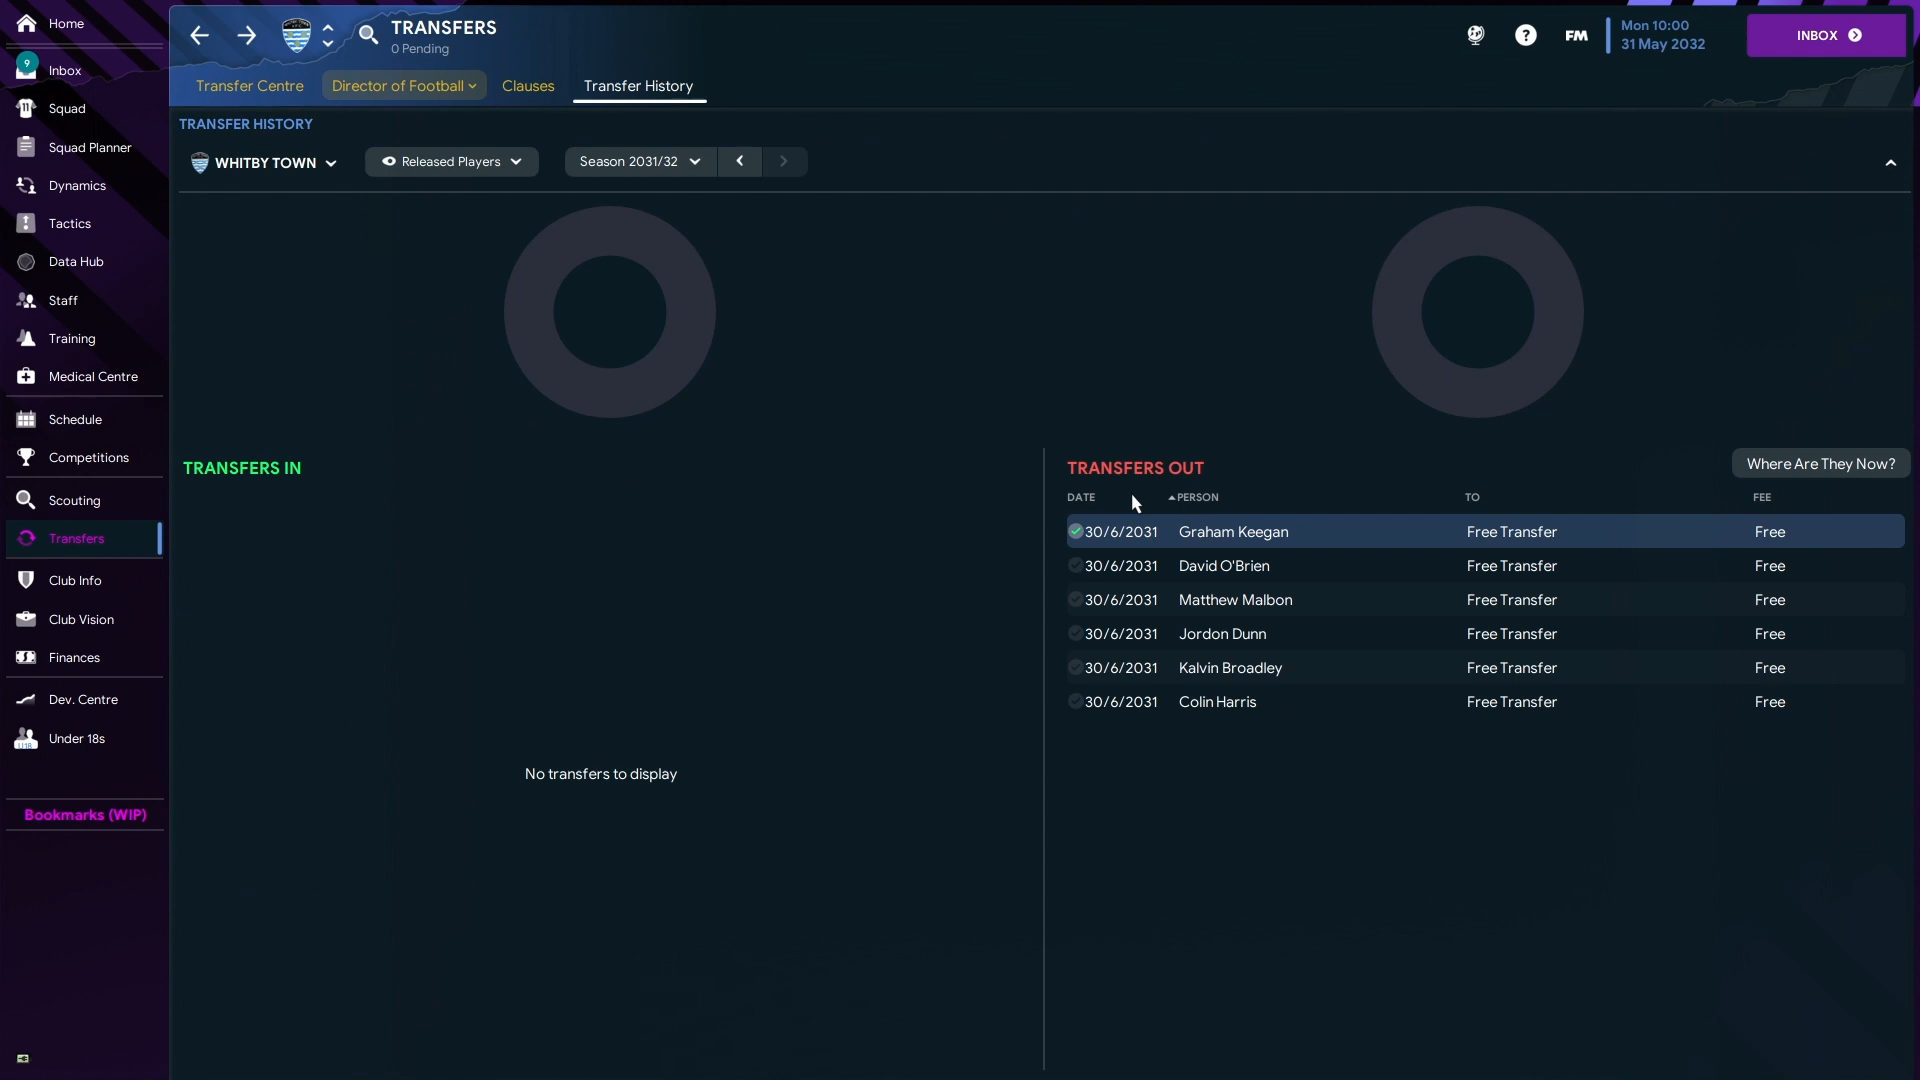 Home
9
Inbox
Squad
Squad Planner
Dynamics
Tactics
Data Hub
Staff
Training
Medical Centre
Schedule
Competitions
Scouting
Transfers
Club Info
Club Vision
Finances
Dev. Centre
U18
Under 18s
Bookmarks (WIP)
TRANSFERS
0 Pending
?
FM
Mon 10:00
31 May 2032
INBOX
Transfer Centre
Director of Football
Clauses
Transfer History
TRANSFER HISTORY
WHITBY TOWN
Released Players
Season 2031/32
TRANSFERS IN
No transfers to display
TRANSFERS OUT
Where Are They Now?
DATE PERSON TO FEE
30/6/2031 Graham Keegan Free Transfer Free
30/6/2031 David O'Brien Free Transfer Free
30/6/2031 Matthew Malbon Free Transfer Free
30/6/2031 Jordon Dunn Free Transfer Free
30/6/2031 Kalvin Broadley Free Transfer Free
30/6/2031 Colin Harris Free Transfer Free